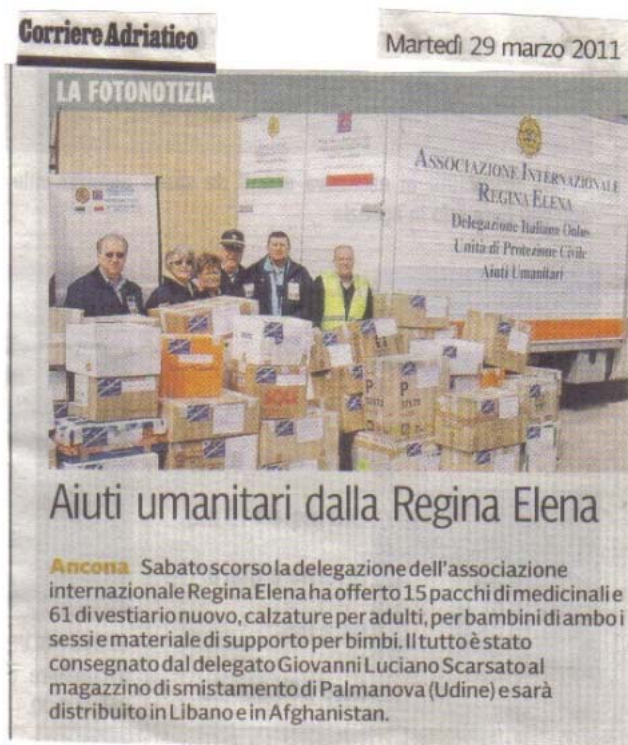 Corriere Adriatico
Martedì 29 marzo 2011
LA FOTONOTIZIA
ASSOCIAZIONE INTERNAZIONALE
REGINA ELENA
Delegazione Italiana Onlus
Unità di Protezione Civile
Aiuti Umanitari
Aiuti umanitari dalla Regina Elena
Ancona Sabato scorso la delegazione dell'associazione
internazionale Regina Elena ha offerto 15 pacchi di medicinali e
61 di vestiario nuovo, calzature per adulti, per bambini di ambo i
sessi e materiale di supporto per bimbi. Il tutto è stato
consegnato dal delegato Giovanni Luciano Scarsato al
magazzino di smistamento di Palmanova (Udine) e sarà
distribuito in Libano e in Afghanistan.